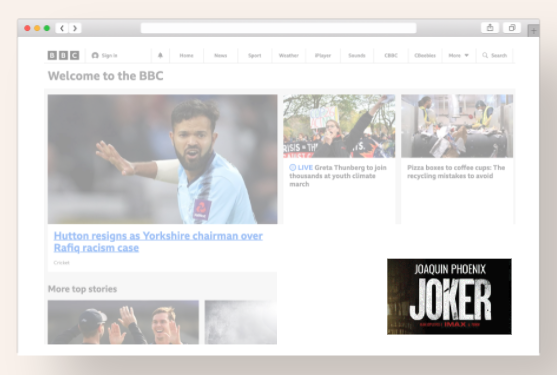 BBC
Sign in
Home
News
Sport
Weather
iPlayer
Sounds
CBBC
CBeebies
More
Search
Welcome to the BBC
Hutton resigns as Yorkshire chairman over
Rafiq racism case
Cricket
LIVE Greta Thunberg to join
thousands at youth climate
march
Pizza boxes to coffee cups: The
recycling mistakes to avoid
More top stories
JOAQUIN PHOENIX
JOKER
IMAX